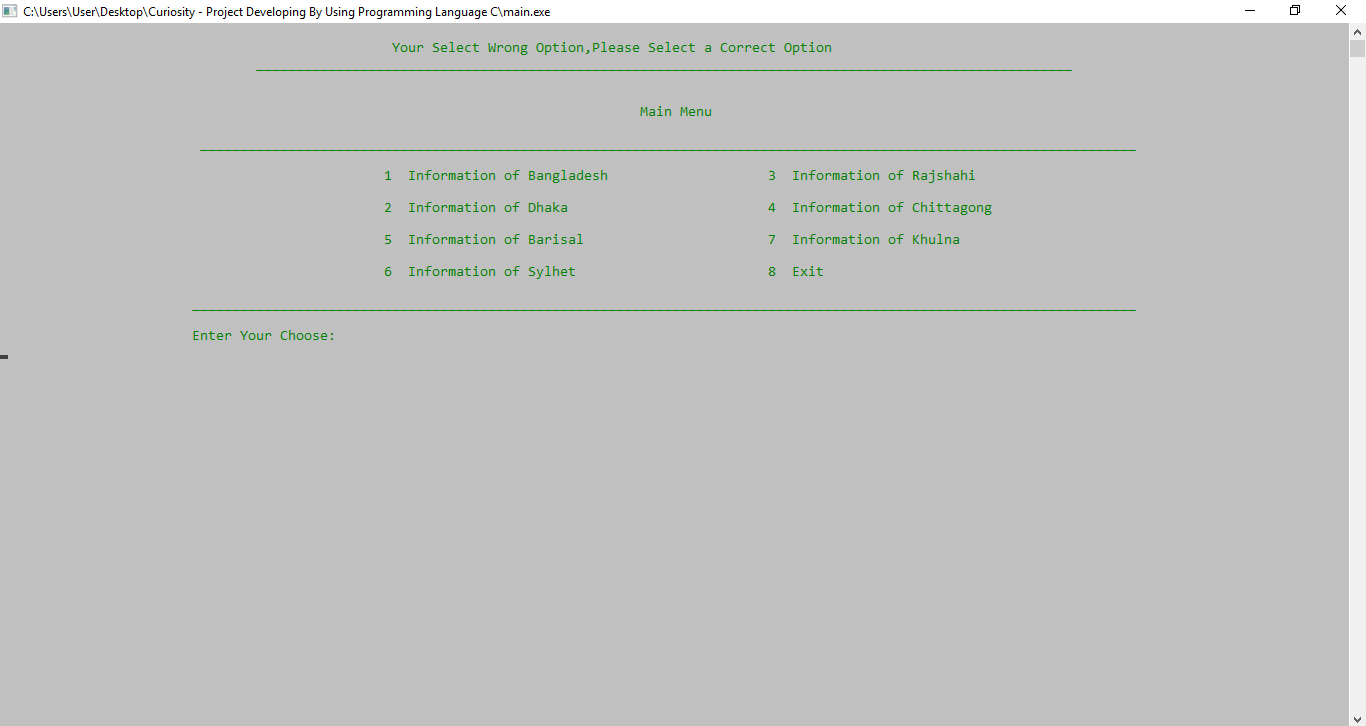 C:\Users\User\Desktop\Curiosity - Project Developing By Using Programming Language C\main.exe
Your Select Wrong Option,Please Select a Correct Option
Main Menu
1 Information of Bangladesh 3 Information of Rajshahi
2 Information of Dhaka 4 Information of Chittagong
5 Information of Barisal 7 Information of Khulna
6 Information of Sylhet 8 Exit
Enter Your Choose: